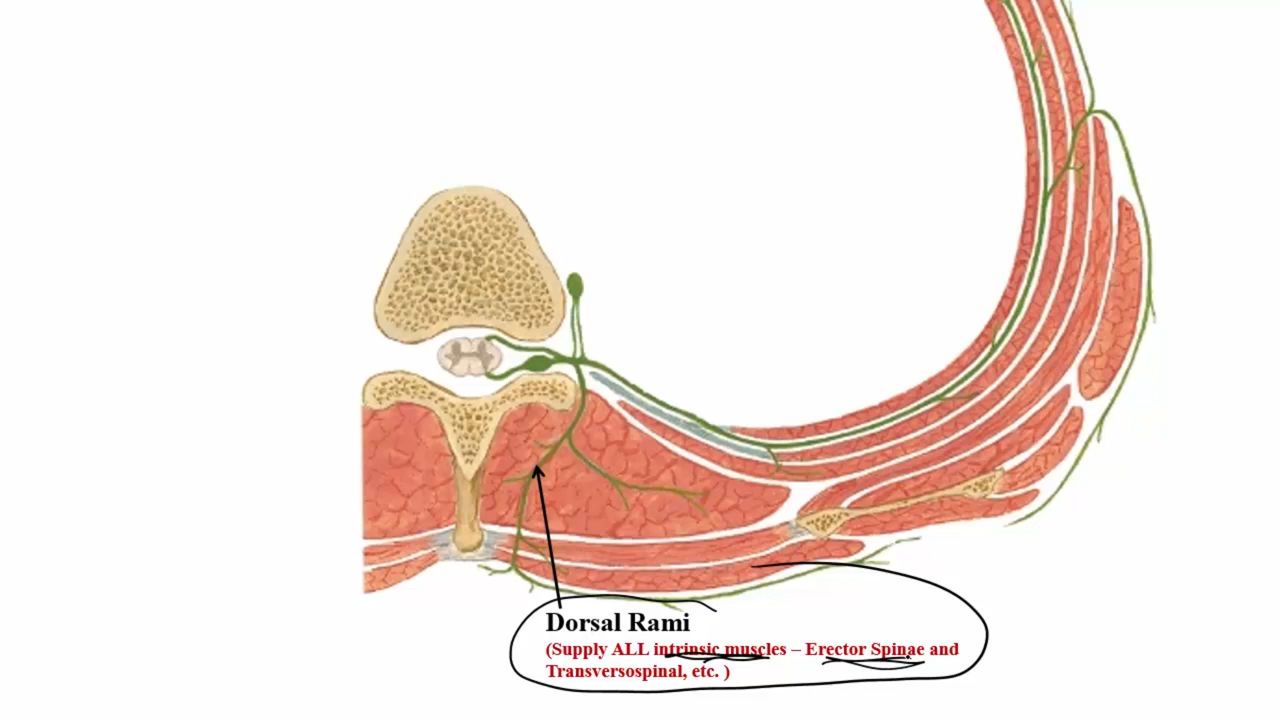 Dorsal Rami
(Supply ALL intrinsic muscles – Erector Spinae and
Transversospinal, etc. )